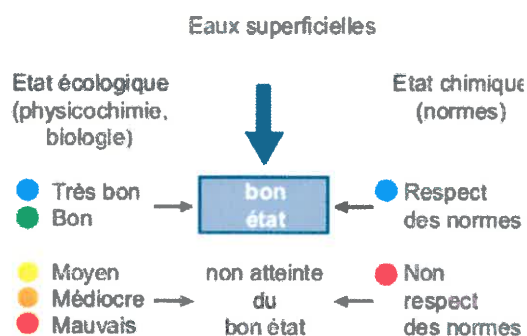 Eaux superficielles
Etat écologique
(physicochimie,
biologie)
Etat chimique
(normes)
Très bon
Bon
bon
état
Respect
des normes
Moyen
Médiocre
Mauvais
non atteinte
du
bon état
Non
respect
des normes